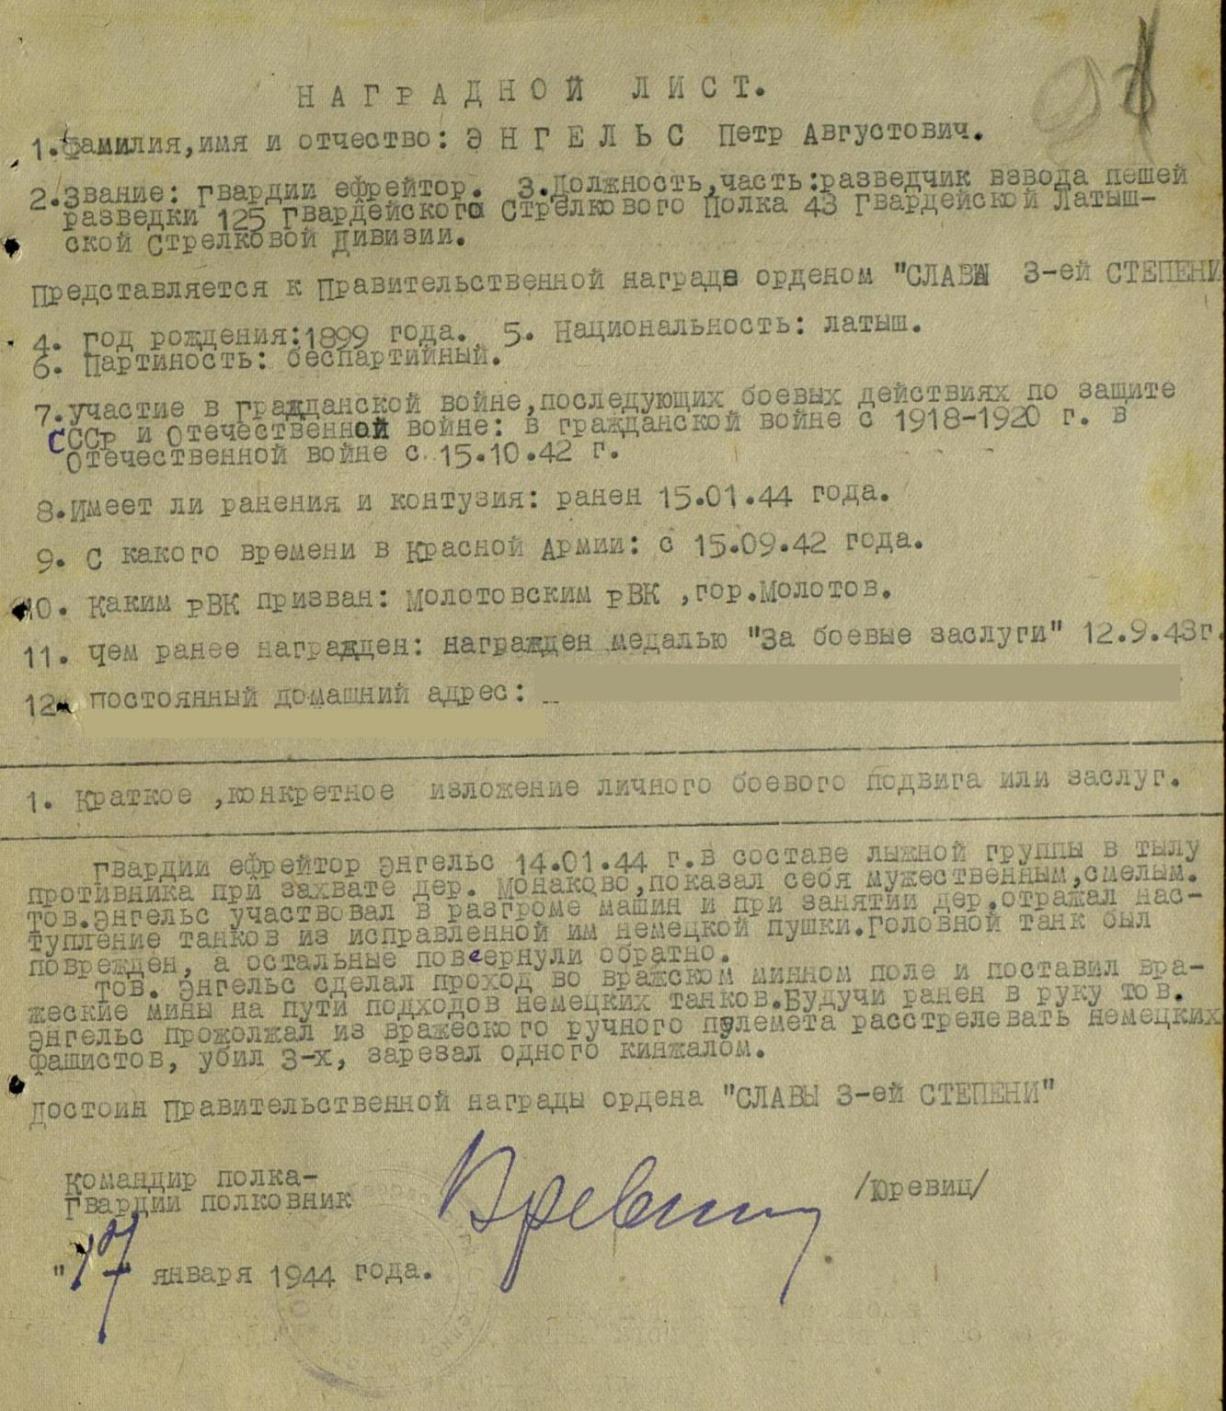 НАГРАДНОЙ ЛИСТ.
1.Фамилия,имя и отчество: ЭНГЕЛЬС Петр Августович.
2.Звание: гвардии ефрейтор. 3.Должность,часть:разведчик взвода пешей
разведки 125 Гвардейского Стрелкового Полка 43 Гвардейской Латыш-
ской Стрелковой Дивизии.
Представляется к Правительственной награде орденом "СЛАВЫ 3-ей СТЕПЕНИ
4. Год рождения:1899 года. 5. Национальность: латыш.
6. Партиность: беспартийный.
7.участие в гражданской войне,последующих боевых действиях по защите
СССР и Отечественной войне: в гражданской войне с 1918-1920 г. в
Отечественной войне с 15.10.42 г.
8.Имеет ли ранения и контузия: ранен 15.01.44 года.
9. С какого времени в Красной Армии: с 15.09.42 года.
10. Каким РВК призван: Молотовским РВК ,гор.Молотов.
11. Чем ранее награжден: награжден медалью "За боевые заслуги" 12.9.43г.
12. постоянный домашний адрес:
1. Краткое ,конкретное изложение личного боевого подвига или заслуг.
Гвардии ефрейтор Энгельс 14.01.44 г.в составе лыжной группы в тылу
противника при захвате дер. Монаково,показал себя мужественным,смелым.
Тов.Энгельс участвовал в разгроме машин и при занятии дер.отражал нас-
тупление танков из исправленной им немецкой пушки.Головной танк был
поврежден, а остальные повернули обратно.
Тов. Энгельс сделал проход во вражском минном поле и поставил вра-
жеские мины на пути подходов немецких танков.Будучи ранен в руку тов.
Энгельс проколжал из вражеского ручного пулемета расстрелевать немецких
фашистов, убил 3-х, зарезал одного кинжалом.
Достоин Правительственной награды ордена "СЛАВЫ 3-ей СТЕПЕНИ"
Командир полка-
Гвардии полковник /Юревиц/
"17" января 1944 года.